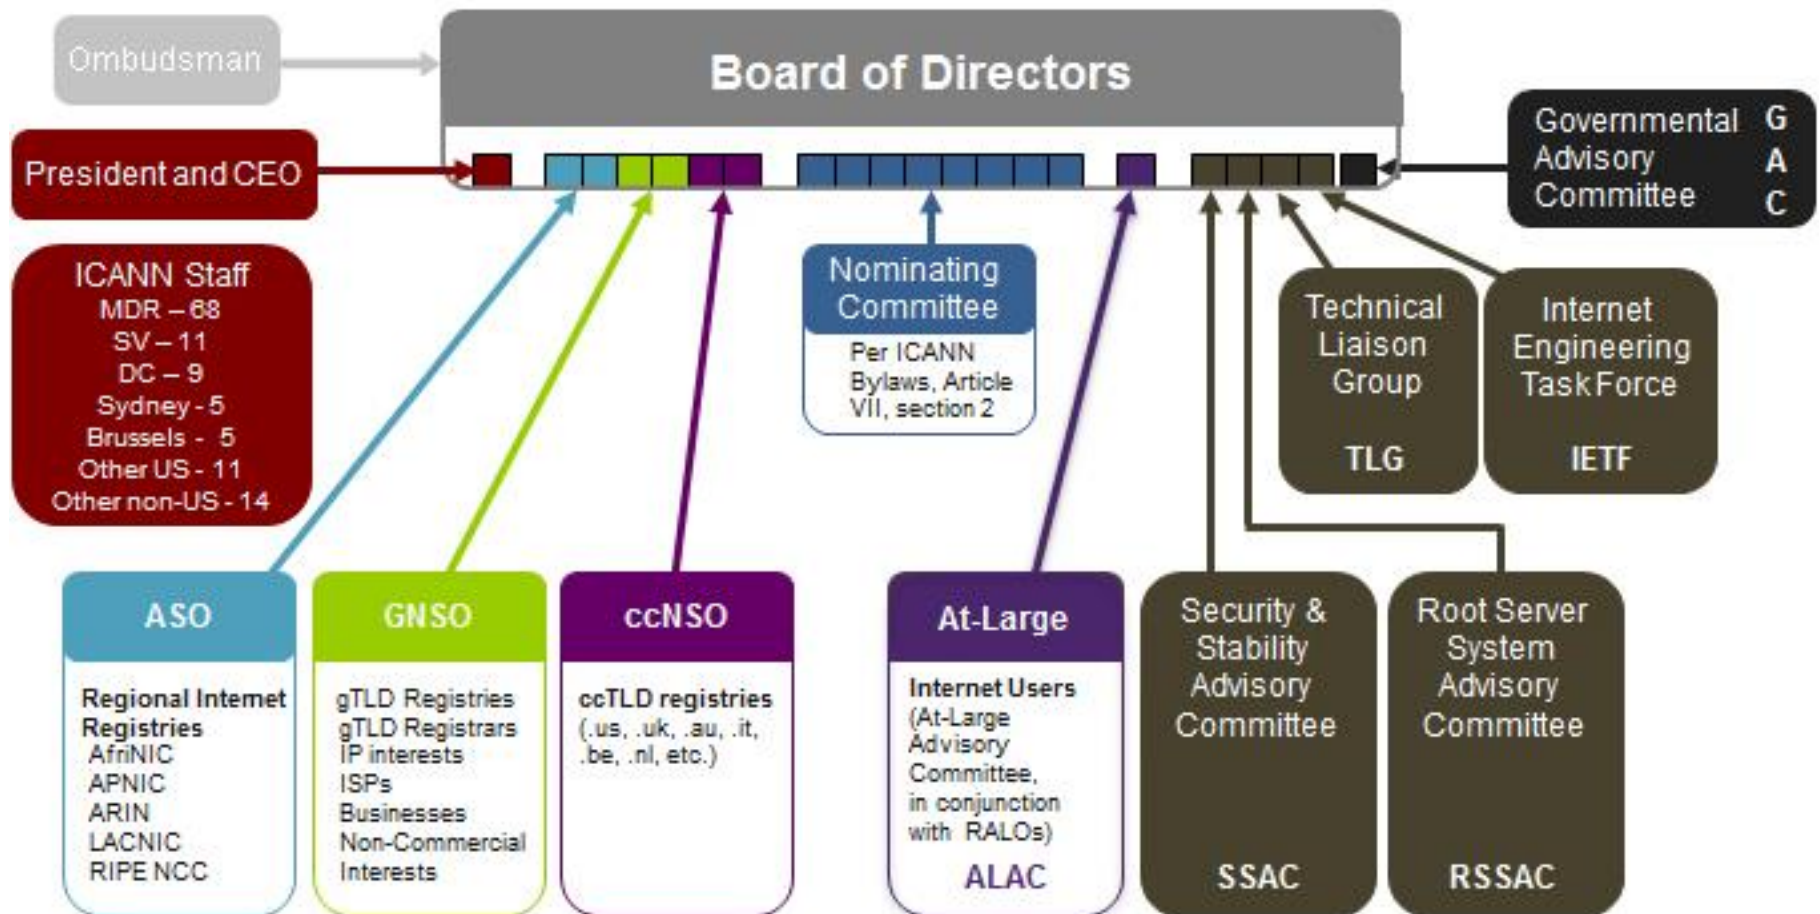 Ombudsman
Board of Directors
President and CEO
Governmental G
Advisory A
Committee C
ICANN Staff
MDR – 68
SV – 11
DC – 9
Sydney - 5
Brussels - 5
Other US - 11
Other non-US - 14
Nominating
Committee
Per ICANN
Bylaws, Article
VII, section 2
Technical
Liaison
Group
TLG
Internet
Engineering
Task Force
IETF
ASO
Regional Internet
Registries
AfriNIC
APNIC
ARIN
LACNIC
RIPE NCC
GNSO
gTLD Registries
gTLD Registrars
IP interests
ISPs
Businesses
Non-Commercial
Interests
ccNSO
ccTLD registries
(.us, .uk, .au, .it,
.be, .nl, etc.)
At-Large
Internet Users
(At-Large
Advisory
Committee,
in conjunction
with RALOs)
ALAC
Security &
Stability
Advisory
Committee
SSAC
Root Server
System
Advisory
Committee
RSSAC